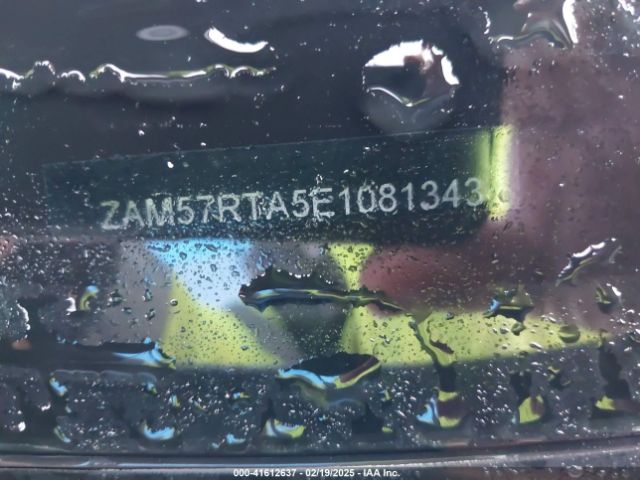 ZAM57RTA5E1081343
000-41612637 - 02/19/2025 - IAA Inc.